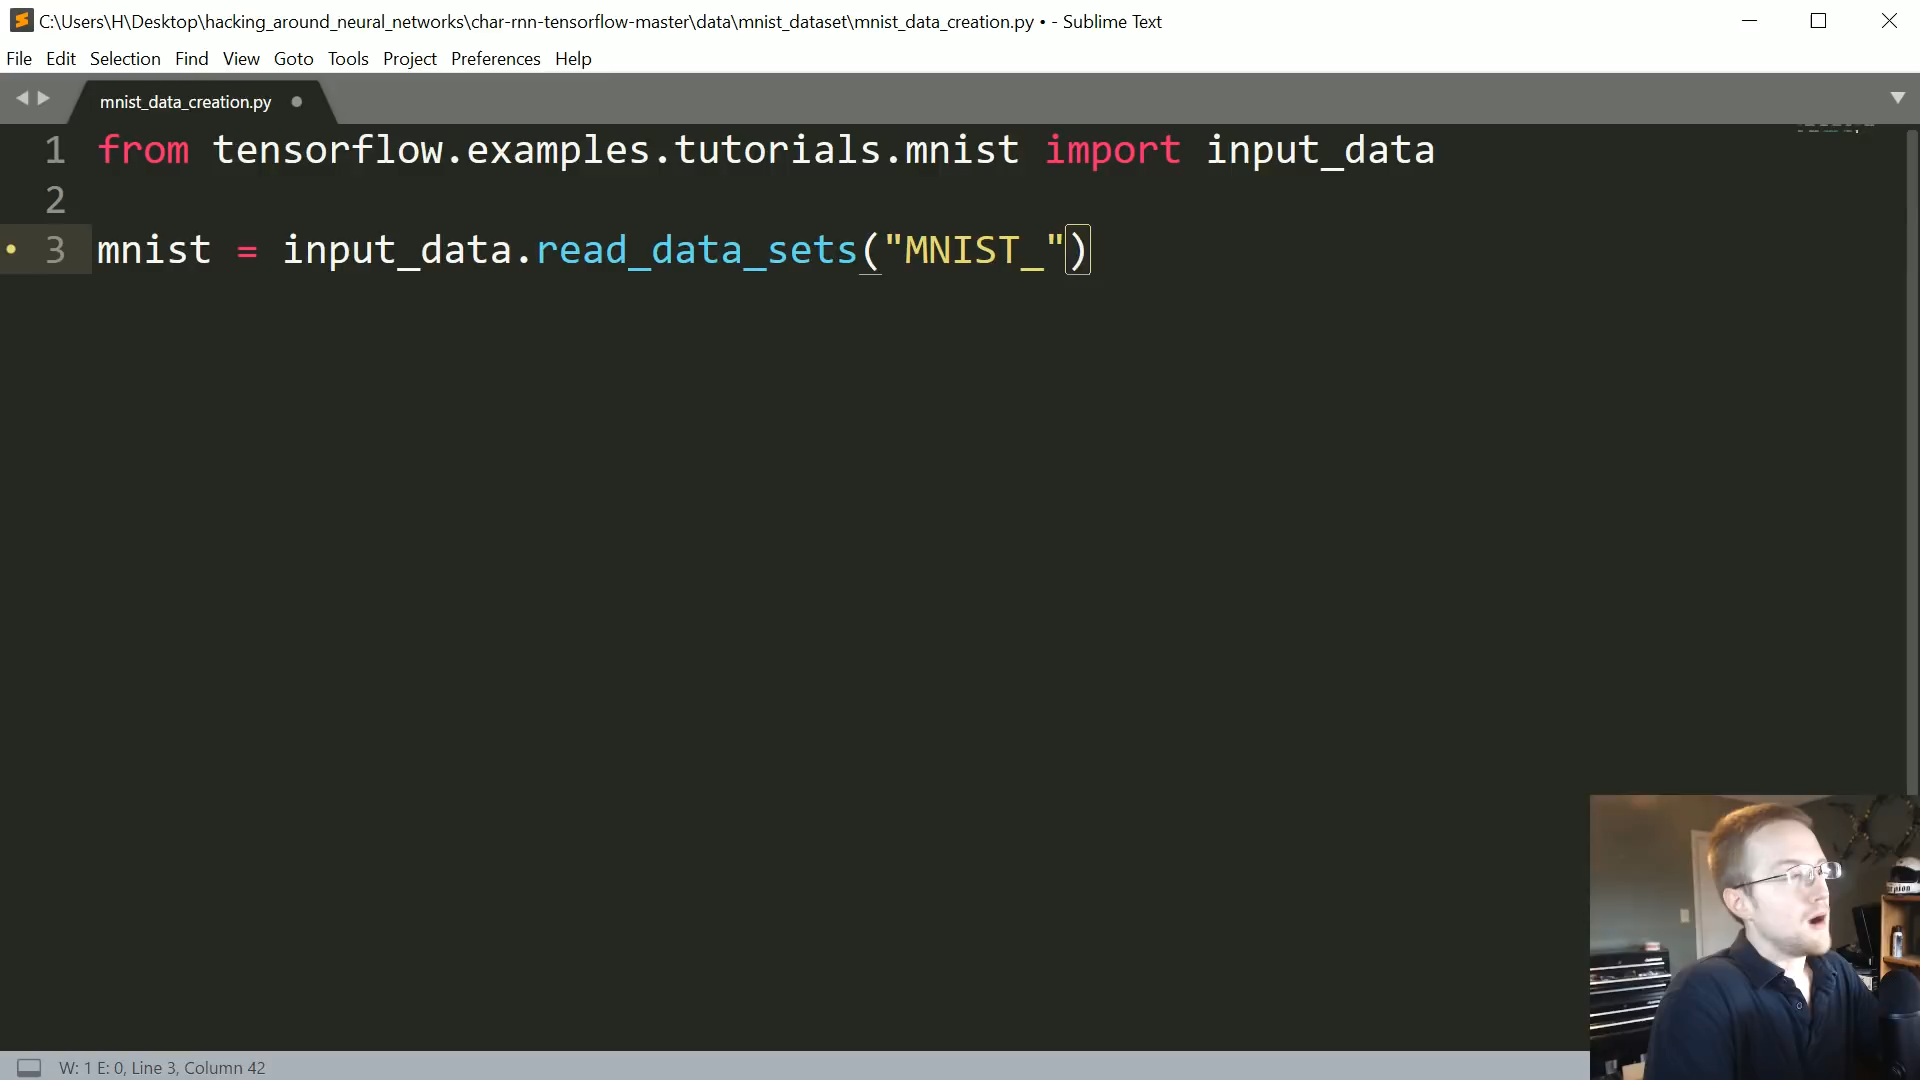 C:\Users\H\Desktop\hacking_around_neural_networks\char-rnn-tensorflow-master\data\mnist_dataset\mnist_data_creation.py • - Sublime Text
File Edit Selection Find View Goto Tools Project Preferences Help
mnist_data_creation.py
1 from tensorflow.examples.tutorials.mnist import input_data
2
3 mnist = input_data.read_data_sets("MNIST_")
W: 1 E: 0, Line 3, Column 42